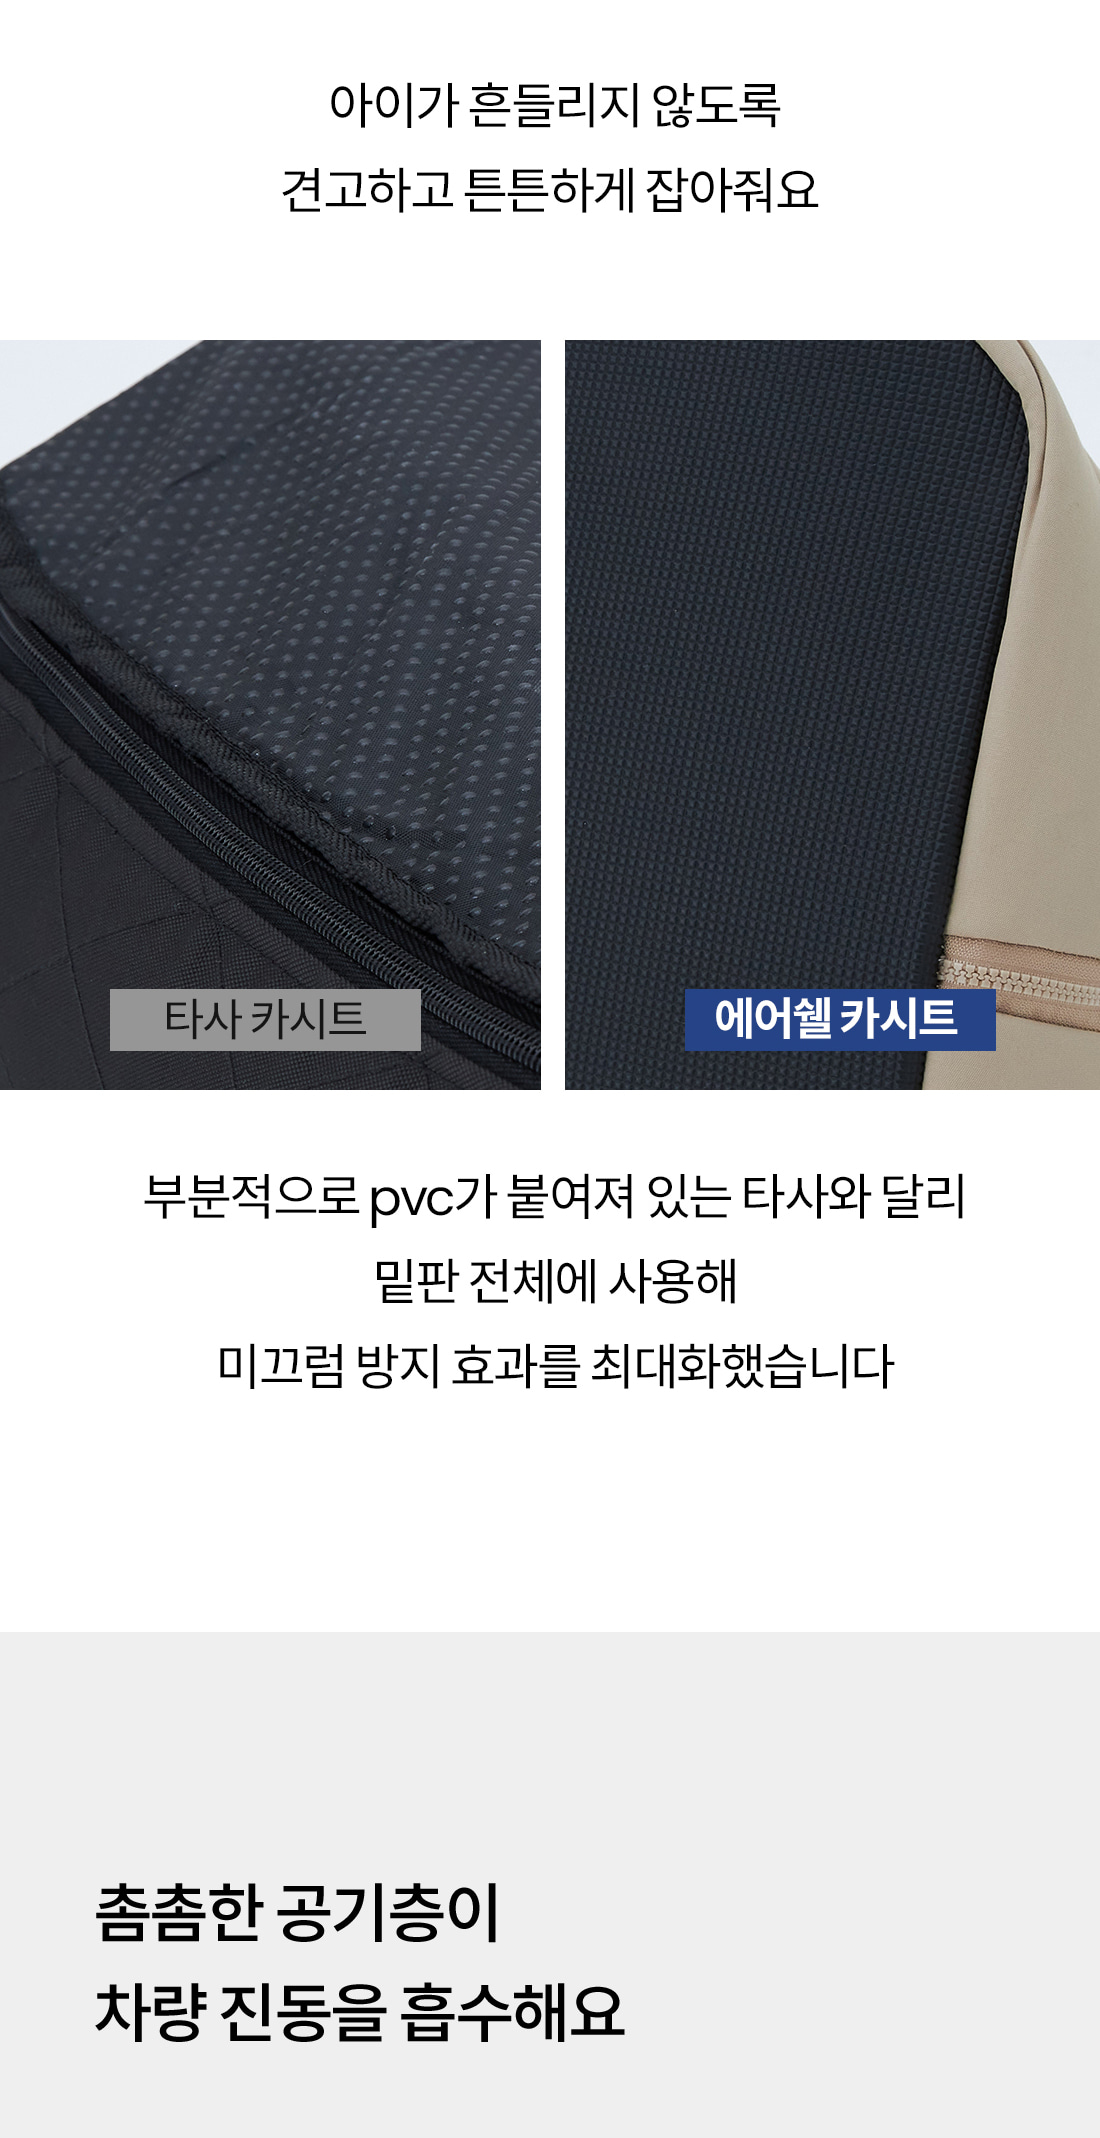 아이가 흔들리지 않도록
견고하고 튼튼하게 잡아줘요
타사 카시트
에어쉘 카시트
부분적으로 pvc가 붙여져 있는 타사와 달리
밑판 전체에 사용해
미끄럼 방지 효과를 최대화했습니다
촘촘한 공기층이
차량 진동을 흡수해요